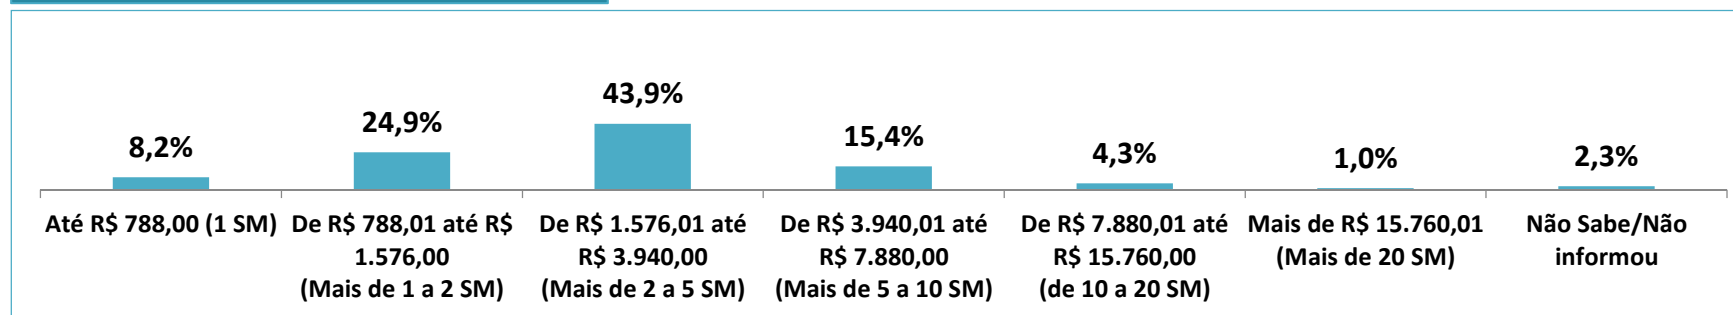 8,2%
24,9%
43,9%
15,4%
4,3%
1,0%
2,3%
Até R$ 788,00 (1 SM)
De R$ 788,01 até R$
1.576,00
(Mais de 1 a 2 SM)
De R$ 1.576,01 até
R$ 3.940,00
(Mais de 2 a 5 SM)
De R$ 3.940,01 até
R$ 7.880,00
(Mais de 5 a 10 SM)
De R$ 7.880,01 até
R$ 15.760,00
(de 10 a 20 SM)
Mais de R$ 15.760,01
(Mais de 20 SM)
Não Sabe/Não
informou